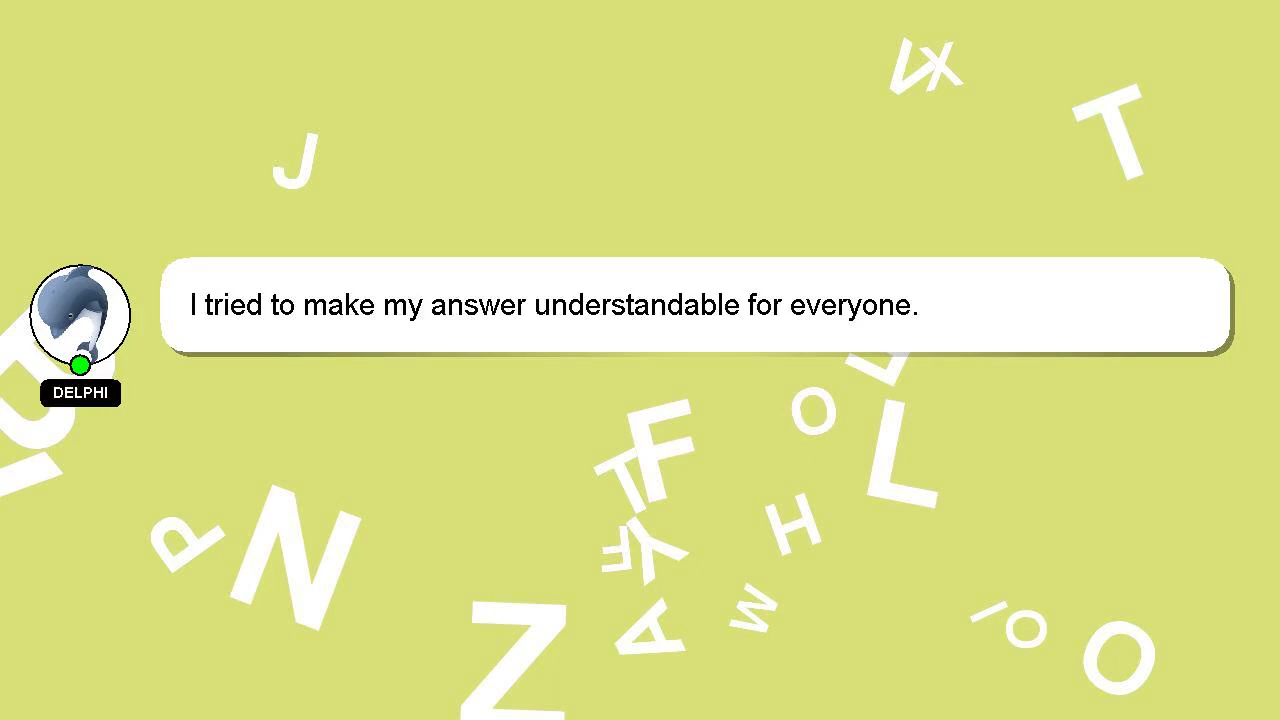 V
X
T
J
I tried to make my answer understandable for everyone.
DELPHI
L
O
F
L
T
P
N
H
Y
F
Z
A
M
I
O
O